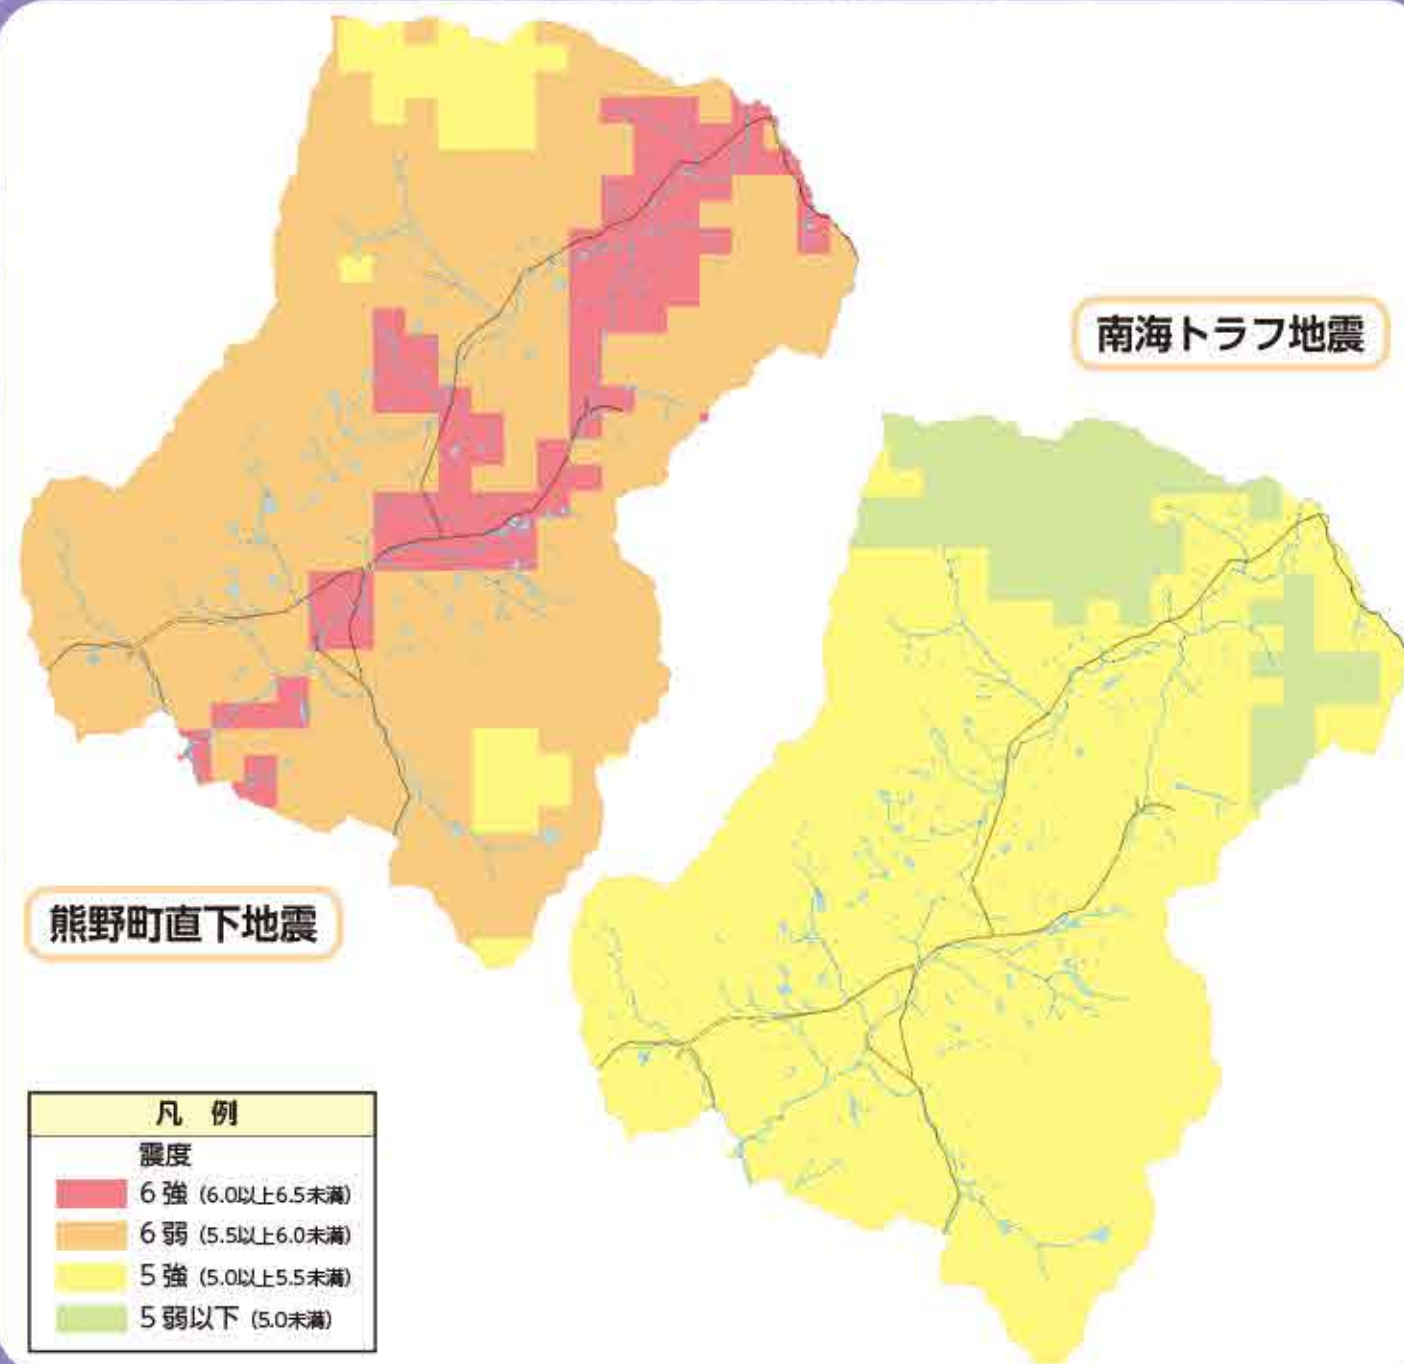 南海トラフ地震
熊野町直下地震
凡 例
震度
6強 (6.0以上6.5未満)
6弱 (5.5以上6.0未満)
5強 (5.0以上5.5未満)
5弱以下 (5.0未満)